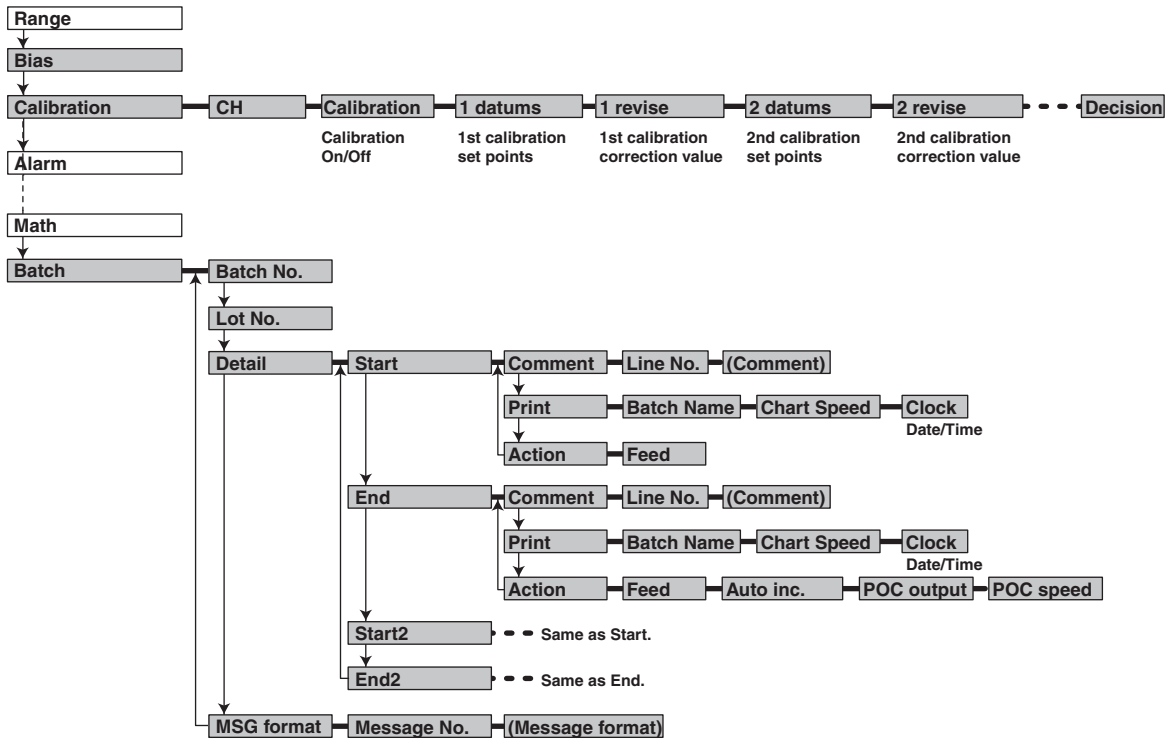 Range
Bias
Calibration CH Calibration 1 datums 1 revise 2 datums 2 revise Decision
Calibration On/Off
1st calibration set points
1st calibration correction value
2nd calibration set points
2nd calibration correction value
Alarm
Math
Batch Batch No.
Lot No.
Detail Start Comment Line No. (Comment)
Print Batch Name Chart Speed Clock
Date/Time
Action Feed
End Comment Line No. (Comment)
Print Batch Name Chart Speed Clock
Date/Time
Action Feed Auto inc. POC output POC speed
Start2 Same as Start.
End2 Same as End.
MSG format Message No. (Message format)